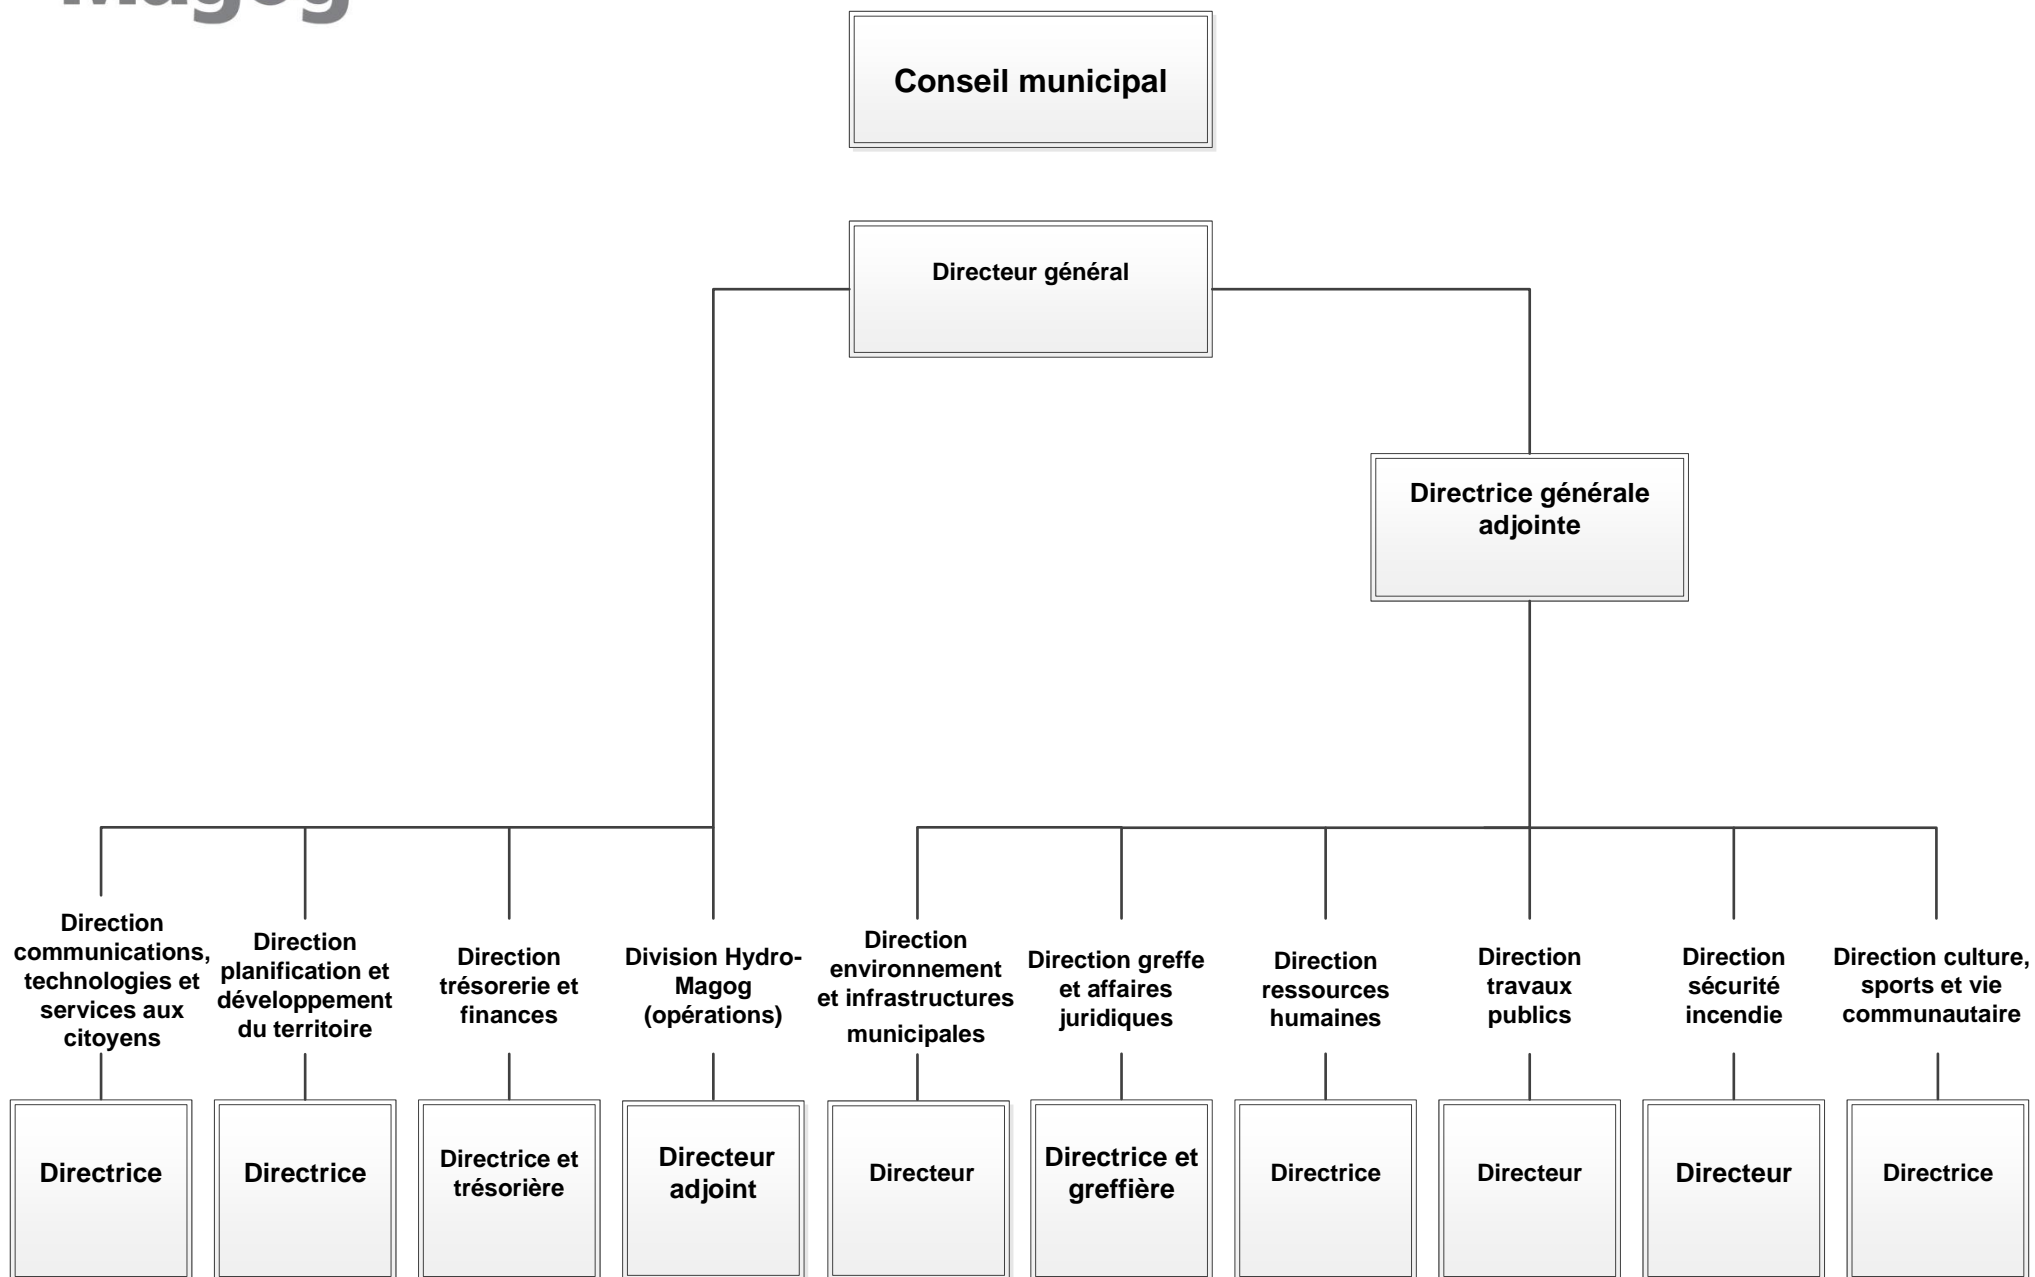 Magog
Conseil municipal
Directeur général
Directrice générale
adjointe
Direction
communications,
technologies et
services aux
citoyens
Direction
planification et
développement
du territoire
Direction
trésorerie et
finances
Division Hydro-
Magog
(opérations)
Direction
environnement
et infrastructures
municipales
Direction greffe
et affaires
juridiques
Direction
ressources
humaines
Direction
travaux
publics
Direction
sécurité
incendie
Direction culture,
sports et vie
communautaire
Directrice
Directrice
Directrice et
trésorière
Directeur
adjoint
Directeur
Directrice et
greffière
Directrice
Directeur
Directeur
Directrice